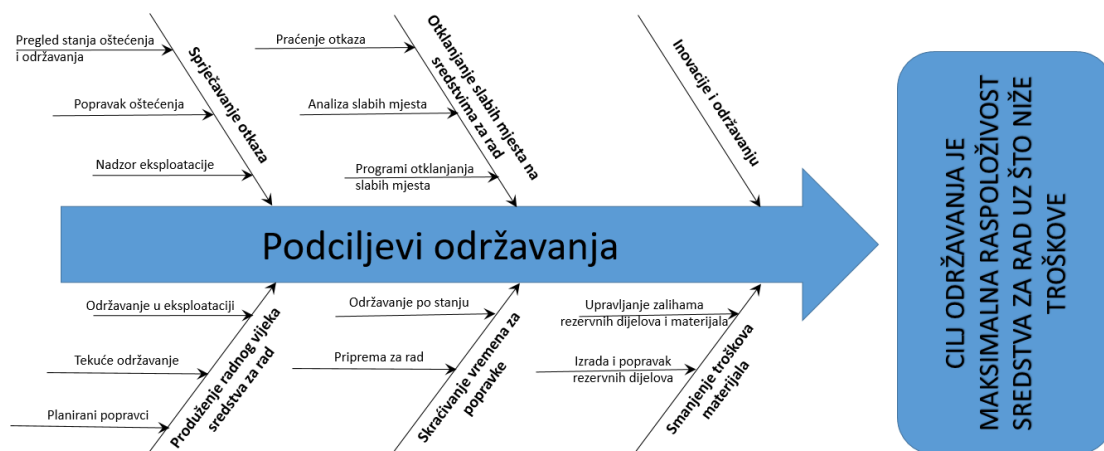 Pregled stanja oštećenja
i održavanja
Popravak oštećenja
Nadzor eksploatacije
Sprječavanje otkaza
Praćenje otkaza
Analiza slabih mjesta
Programi otklanjanja
slabih mjesta
Otklanjanje slabih mjesta na
sredstvima za rad
Inovacije i održavanju
Podciljevi održavanja
Održavanje u eksploataciji
Tekuće održavanje
Planirani popravci
Produženje radnog vijeka
sredstva za rad
Održavanje po stanju
Priprema za rad
Skraćivanje vremena za
popravke
Upravljanje zalihama
rezervnih dijelova i materijala
Izrada i popravak
rezervnih dijelova
Smanjenje troškova
materijala
CILJ ODRŽAVANJA JE
MAKSIMALNA RASPOLOŽIVOST
SREDSTVA ZA RAD UZ ŠTO NIŽE
TROŠKOVE